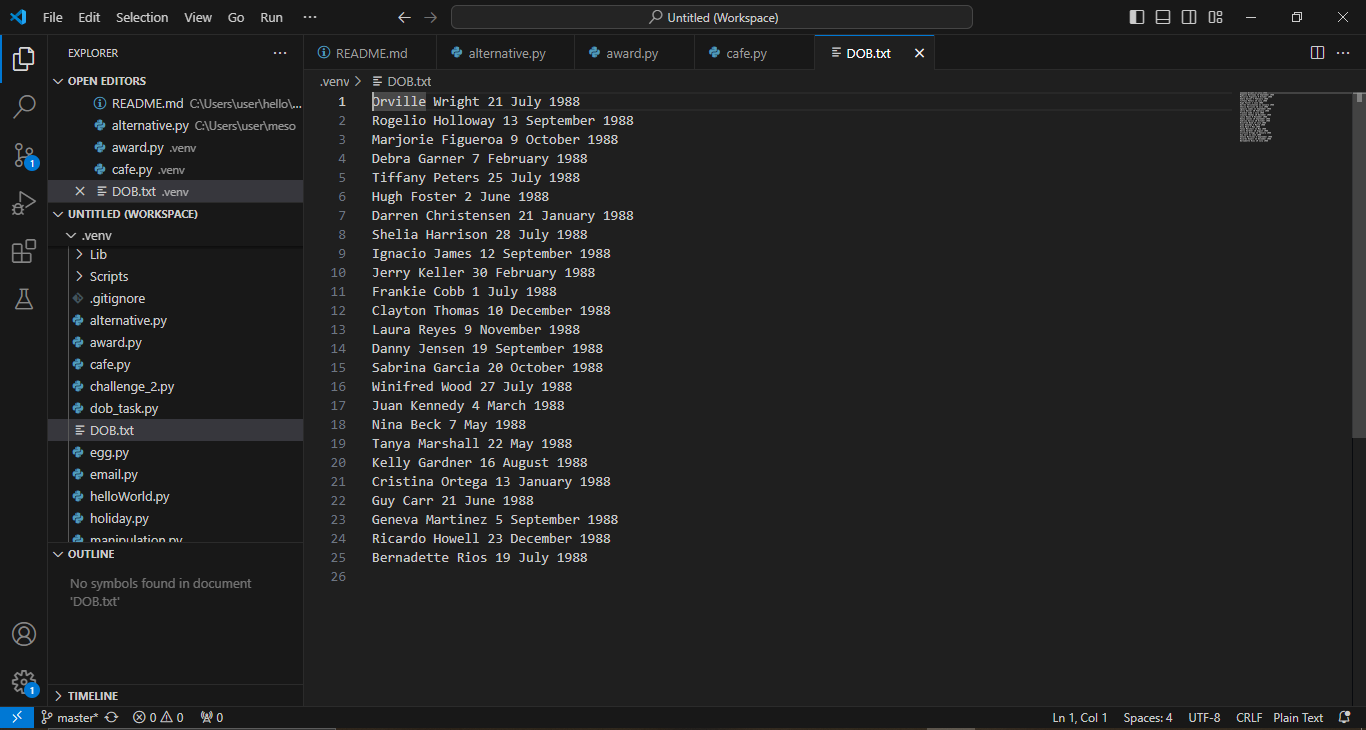 File Edit Selection View Go Run ··· Untitled (Workspace)
EXPLORER ···
OPEN EDITORS
README.md C:\Users\user\hello\...
alternative.py C:\Users\user\meso
award.py .venv
cafe.py .venv
DOB.txt .venv
UNTITLED (WORKSPACE)
.venv
Lib
Scripts
.gitignore
alternative.py
award.py
cafe.py
challenge_2.py
dob_task.py
DOB.txt
egg.py
email.py
helloWorld.py
holiday.py
manipulation.py
OUTLINE
No symbols found in document
'DOB.txt'
TIMELINE
1
1
README.md alternative.py award.py cafe.py DOB.txt
.venv > DOB.txt
1 Orville Wright 21 July 1988
2 Rogelio Holloway 13 September 1988
3 Marjorie Figueroa 9 October 1988
4 Debra Garner 7 February 1988
5 Tiffany Peters 25 July 1988
6 Hugh Foster 2 June 1988
7 Darren Christensen 21 January 1988
8 Shelia Harrison 28 July 1988
9 Ignacio James 12 September 1988
10 Jerry Keller 30 February 1988
11 Frankie Cobb 1 July 1988
12 Clayton Thomas 10 December 1988
13 Laura Reyes 9 November 1988
14 Danny Jensen 19 September 1988
15 Sabrina Garcia 20 October 1988
16 Winifred Wood 27 July 1988
17 Juan Kennedy 4 March 1988
18 Nina Beck 7 May 1988
19 Tanya Marshall 22 May 1988
20 Kelly Gardner 16 August 1988
21 Cristina Ortega 13 January 1988
22 Guy Carr 21 June 1988
23 Geneva Martinez 5 September 1988
24 Ricardo Howell 23 December 1988
25 Bernadette Rios 19 July 1988
26
master* 0 0 0 Ln 1, Col 1 Spaces: 4 UTF-8 CRLF Plain Text